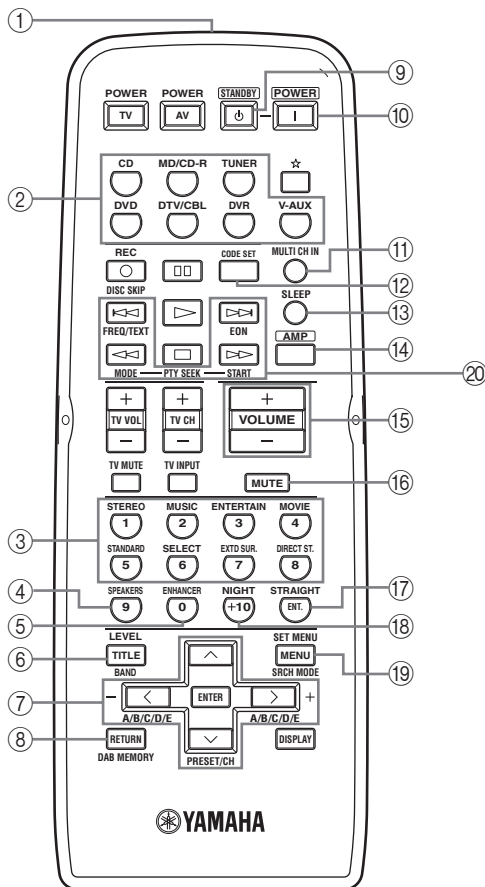 ①
POWER POWER STANDBY POWER
⑨
TV AV
⑩
CD MD/CD-R TUNER
②
DVD DTV/CBL DVR V-AUX
REC CODE SET MULTI CH IN
⑪
DISC SKIP
⑫
SLEEP
⑬
FREQ/TEXT EON
AMP
⑭
MODE PTY SEEK START
⑳
+ + +
TV VOL TV CH VOLUME
⑮
– – –
TV MUTE TV INPUT
MUTE
⑯
STEREO MUSIC ENTERTAIN MOVIE
1 2 3 4
③
STANDARD SELECT EXTD SUR. DIRECT ST.
5 6 7 8
SPEAKERS ENHANCER NIGHT STRAIGHT
④
9 0 +10 ENT.
⑰
⑤
⑱
LEVEL SET MENU
⑥
TITLE MENU
⑲
BAND SRCH MODE
⑦
– ENTER +
A/B/C/D/E A/B/C/D/E
⑧
RETURN DISPLAY
DAB MEMORY PRESET/CH
YAMAHA